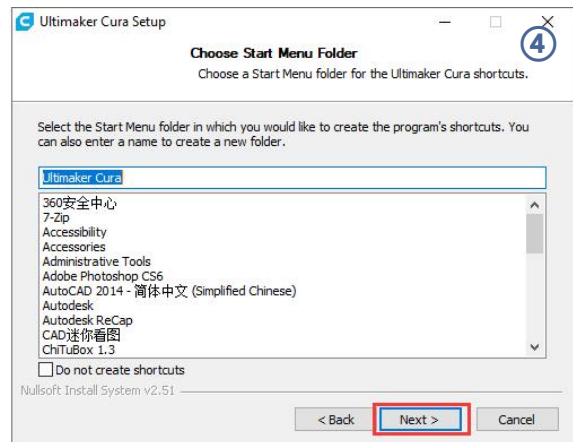 Ultimaker Cura Setup
④
Choose Start Menu Folder
Choose a Start Menu folder for the Ultimaker Cura shortcuts.
Select the Start Menu folder in which you would like to create the program's shortcuts. You
can also enter a name to create a new folder.
Ultimaker Cura
360安全中心
7-Zip
Accessibility
Accessories
Administrative Tools
Adobe Photoshop CS6
AutoCAD 2014 - 简体中文 (Simplified Chinese)
Autodesk
Autodesk ReCap
CAD迷你看图
ChiTuBox 1.3
Do not create shortcuts
Nullsoft Install System v2.51
< Back Next > Cancel